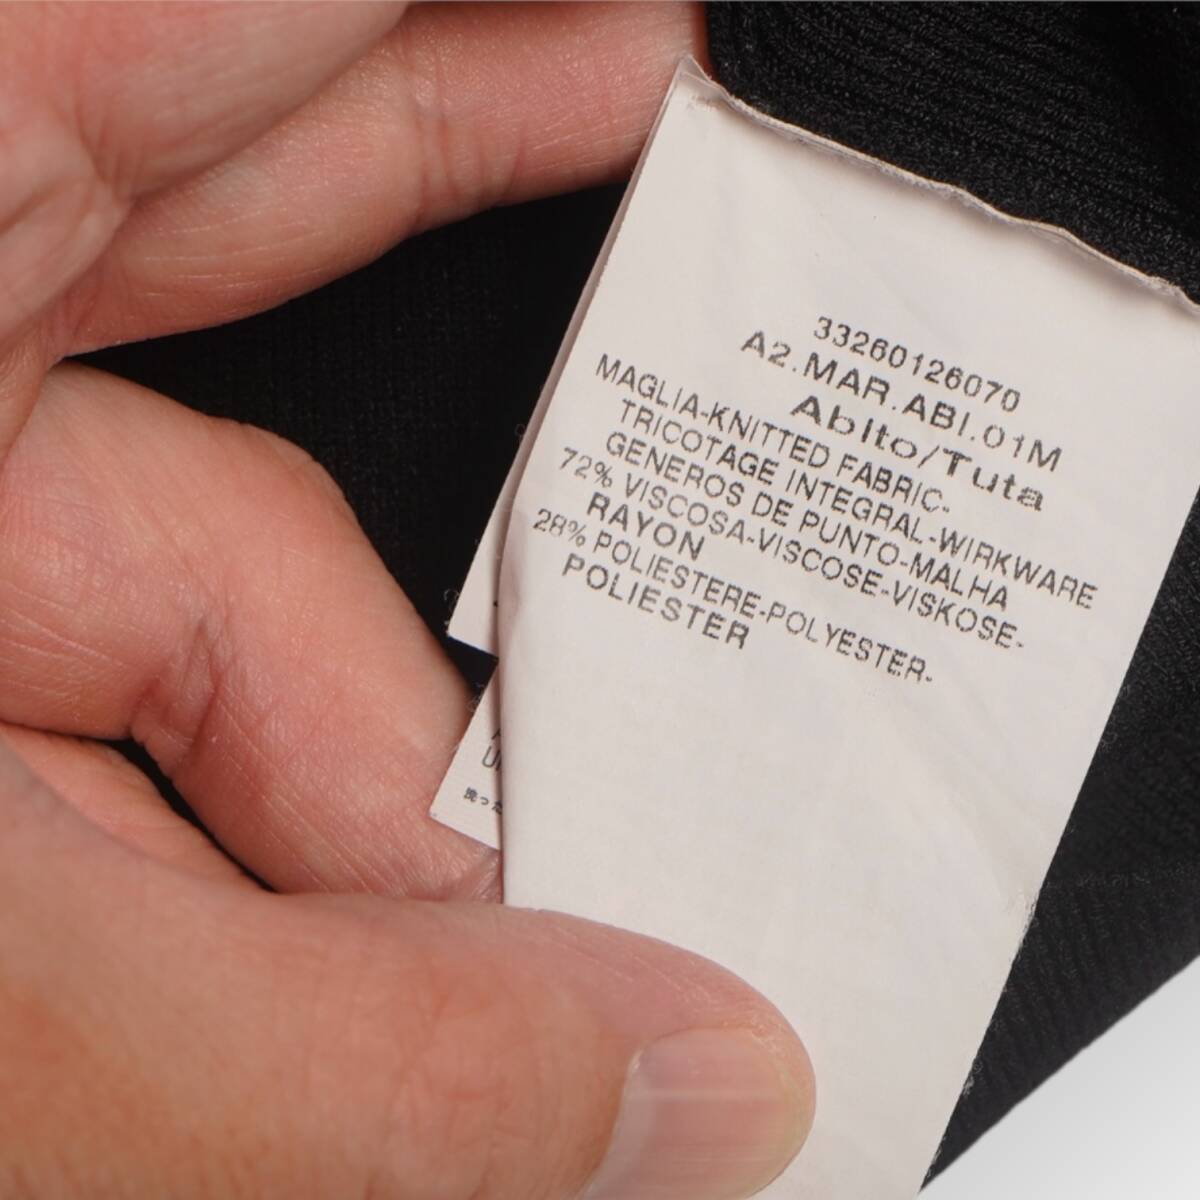 33260126070
A2.MAR.ABI.01M
Abito/Tuta
MAGLIA-KNITTED FABRIC-
TRICOTAGE INTEGRAL-WIRKWARE
GENEROS DE PUNTO-MALHA
72% VISCOSA-VISCOSE-VISKOSE-
RAYON
28% POLIESTERE-POLYESTER-
POLIESTER